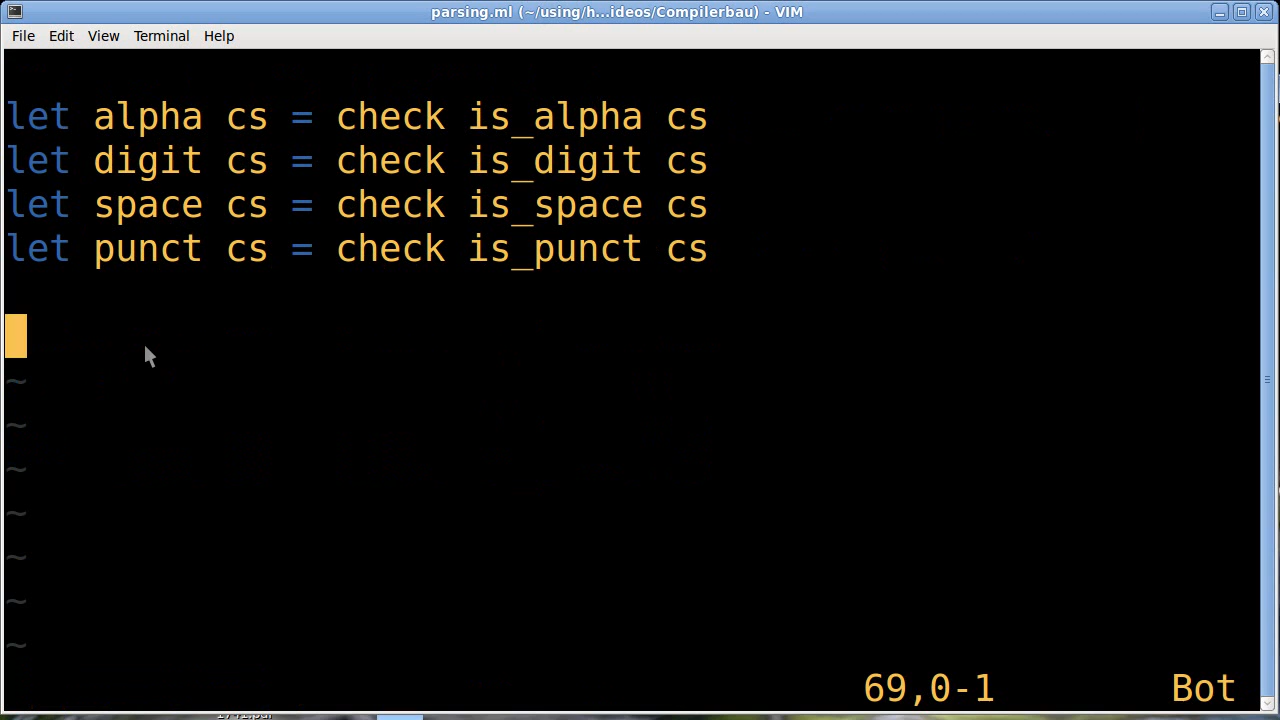 parsing.ml (~/using/h...ideos/Compilerbau) - VIM
File Edit View Terminal Help
let alpha cs = check is_alpha cs
let digit cs = check is_digit cs
let space cs = check is_space cs
let punct cs = check is_punct cs
~
~
~
~
~
~
~
69,0-1 Bot